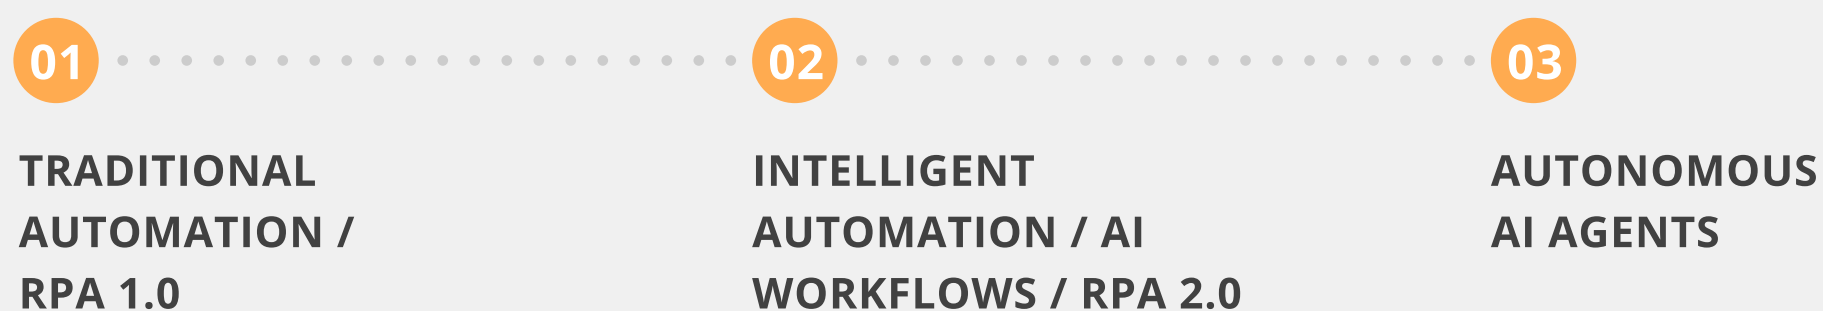 01
02
03
TRADITIONAL
AUTOMATION /
RPA 1.0
INTELLIGENT
AUTOMATION / AI
WORKFLOWS / RPA 2.0
AUTONOMOUS
AI AGENTS